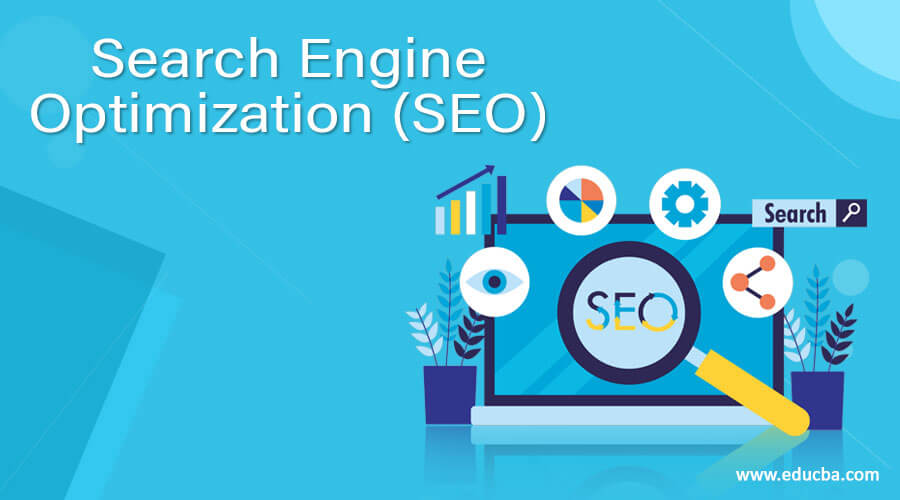 Search Engine
Optimization (SEO)
Search
SEO
www.educba.com